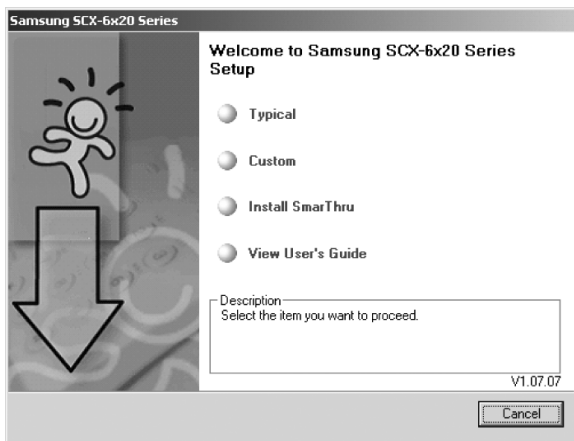 Samsung SCX-6x20 Series
Welcome to Samsung SCX-6x20 Series
Setup
Typical
Custom
Install SmarThru
View User's Guide
Description
Select the item you want to proceed.
V1.07.07
Cancel